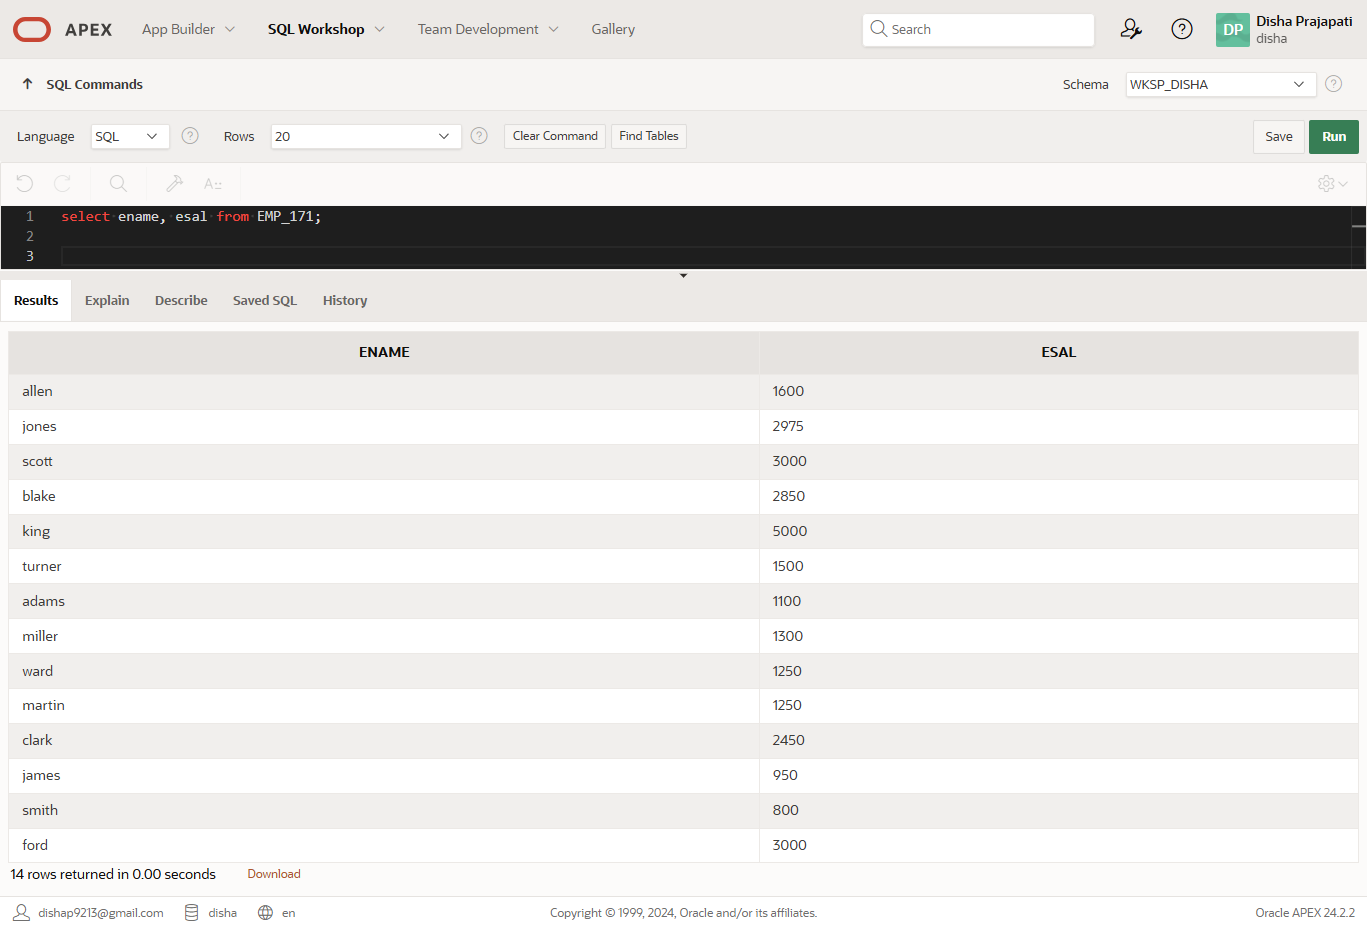 APEX App Builder SQL Workshop Team Development Gallery Search DP Disha Prajapati
disha
SQL Commands Schema WKSP_DISHA
Language SQL Rows 20 Clear Command Find Tables Save Run
1 select ename, esal from EMP_171;
2
3
Results Explain Describe Saved SQL History
ENAME ESAL
allen 1600
jones 2975
scott 3000
blake 2850
king 5000
turner 1500
adams 1100
miller 1300
ward 1250
martin 1250
clark 2450
james 950
smith 800
ford 3000
14 rows returned in 0.00 seconds Download
dishap9213@gmail.com disha en Copyright © 1999, 2024, Oracle and/or its affiliates. Oracle APEX 24.2.2